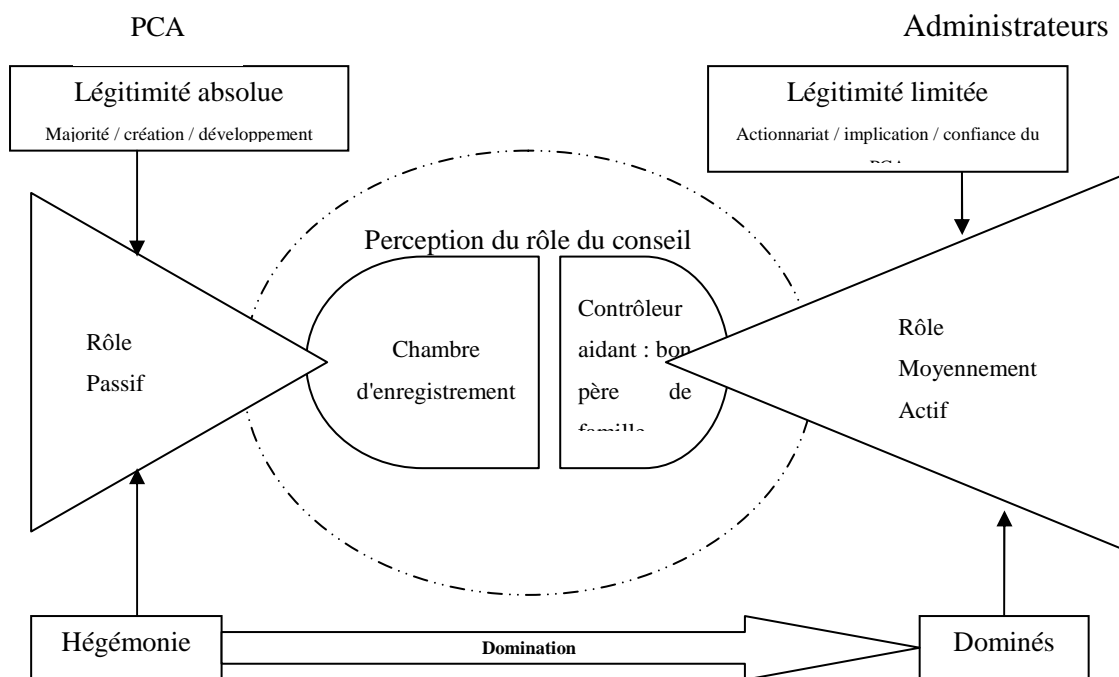 PCA
Administrateurs
Légitimité absolue
Majorité / création / développement
Légitimité limitée
Actionnariat / implication / confiance du
Perception du rôle du conseil
Rôle
Passif
Chambre
d'enregistrement
Contrôleur
aidant : bon
père de
Rôle
Moyennement
Actif
Hégémonie
Domination
Dominés